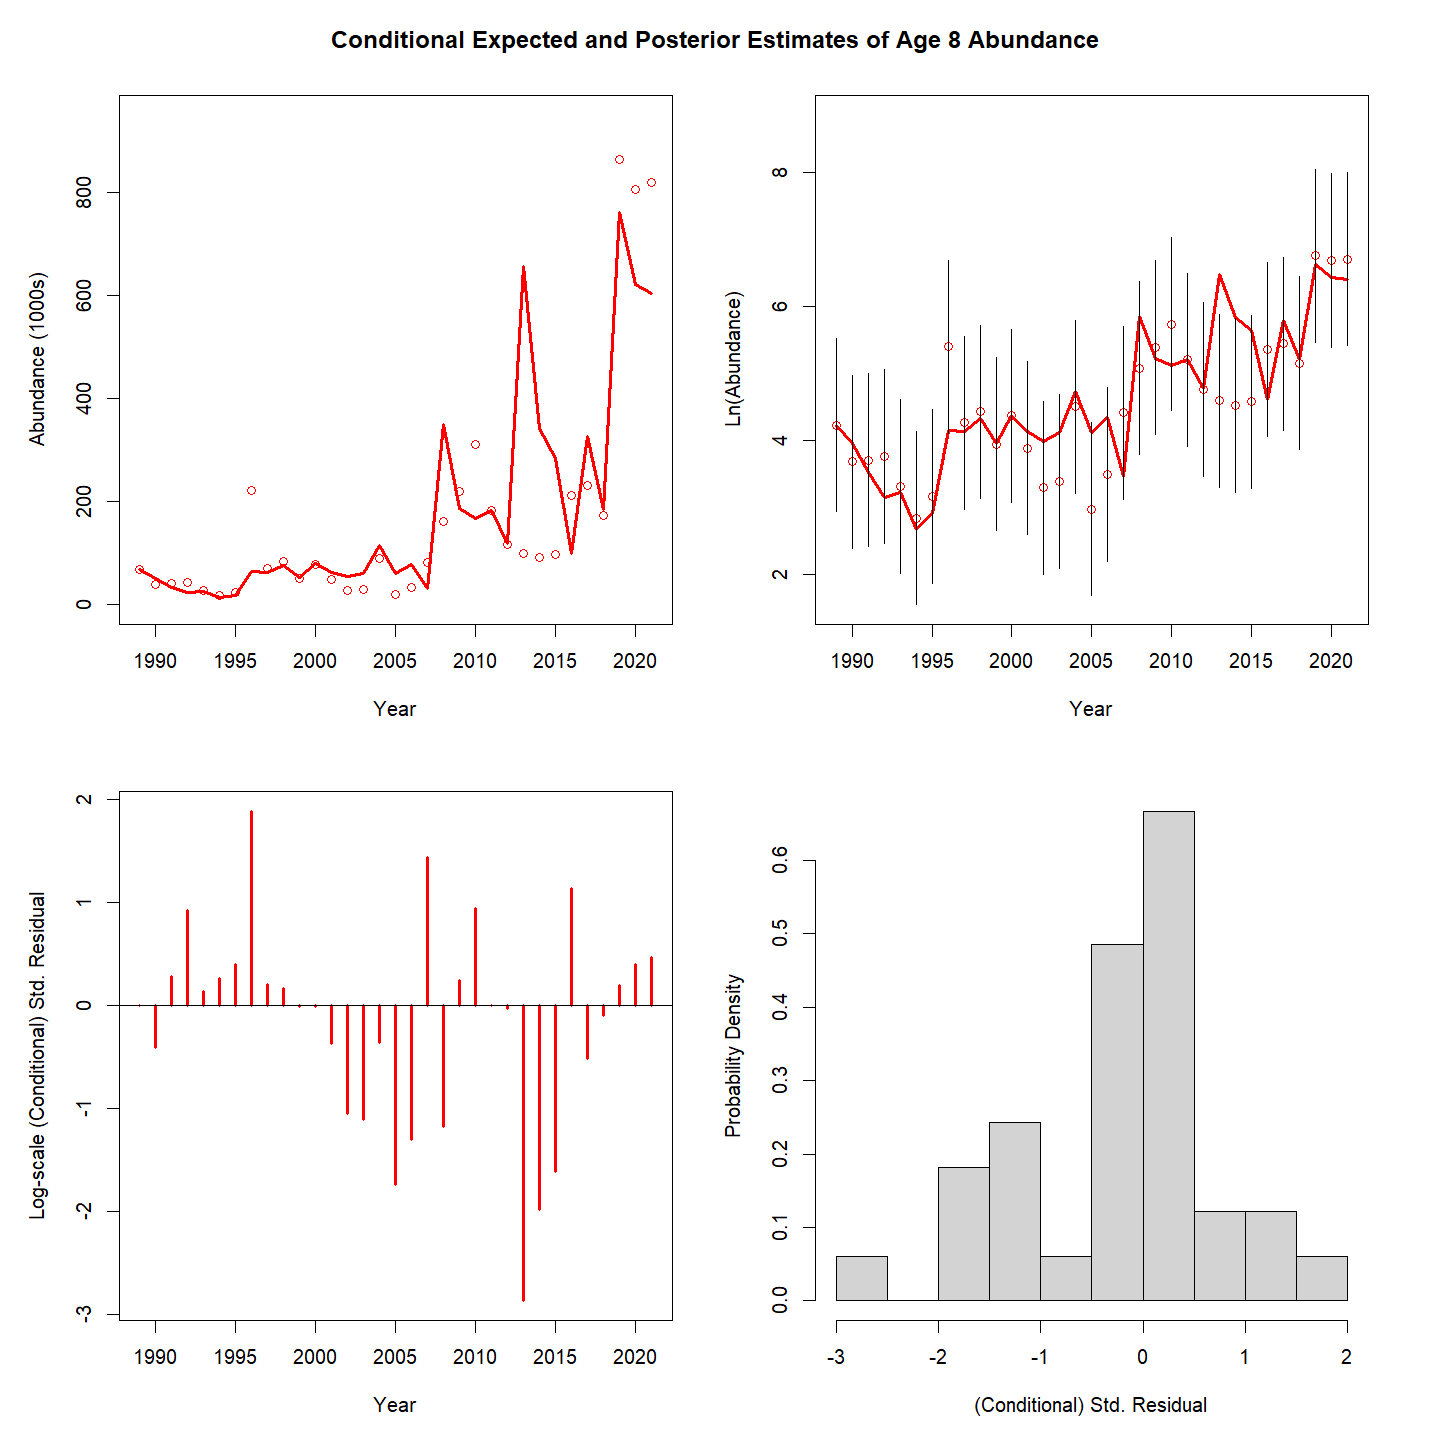 Conditional Expected and Posterior Estimates of Age 8 Abundance
Abundance (1000s)
800
600
400
200
0
1990 1995 2000 2005 2010 2015 2020
Year
Ln(Abundance)
8
6
4
2
1990 1995 2000 2005 2010 2015 2020
Year
Log-scale (Conditional) Std. Residual
2
1
0
-1
-2
-3
1990 1995 2000 2005 2010 2015 2020
Year
Probability Density
0.6
0.5
0.4
0.3
0.2
0.1
0.0
-3 -2 -1 0 1 2
(Conditional) Std. Residual